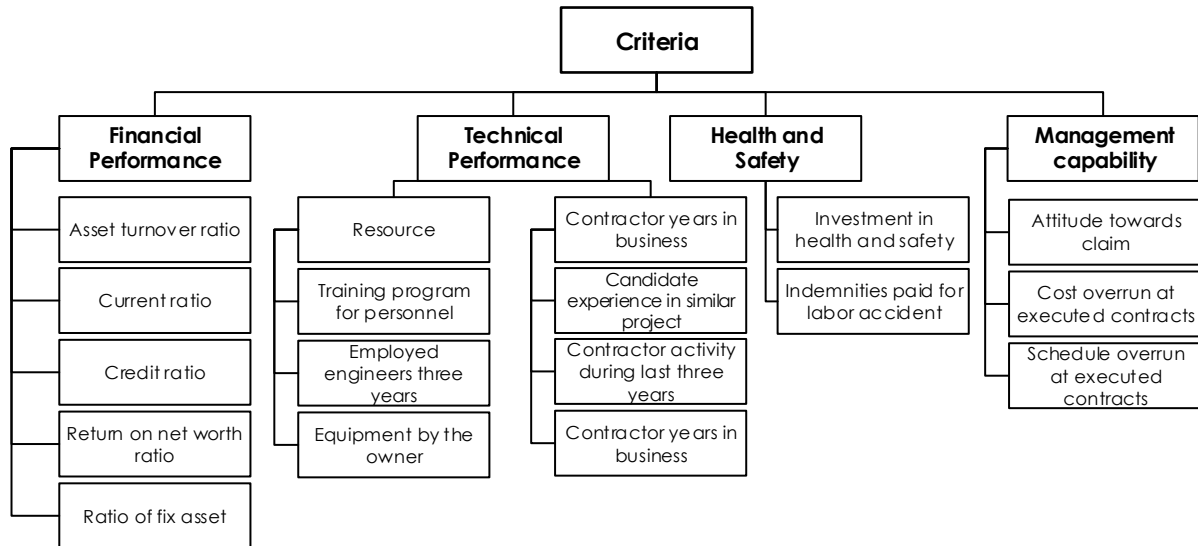 Criteria
Financial
Performance
Asset turnover ratio
Current ratio
Credit ratio
Return on net worth
ratio
Ratio of fix asset
Technical
Performance
Resource
Training program
for personnel
Employed
engineers three
years
Equipment by the
owner
Contractor years in
business
Candidate
experience in similar
project
Contractor activity
during last three
years
Contractor years in
business
Health and
Safety
Investment in
health and safety
Indemnities paid for
labor accident
Management
capability
Attitude towards
claim
Cost overrun at
executed contracts
Schedule overrun
at executed
contracts